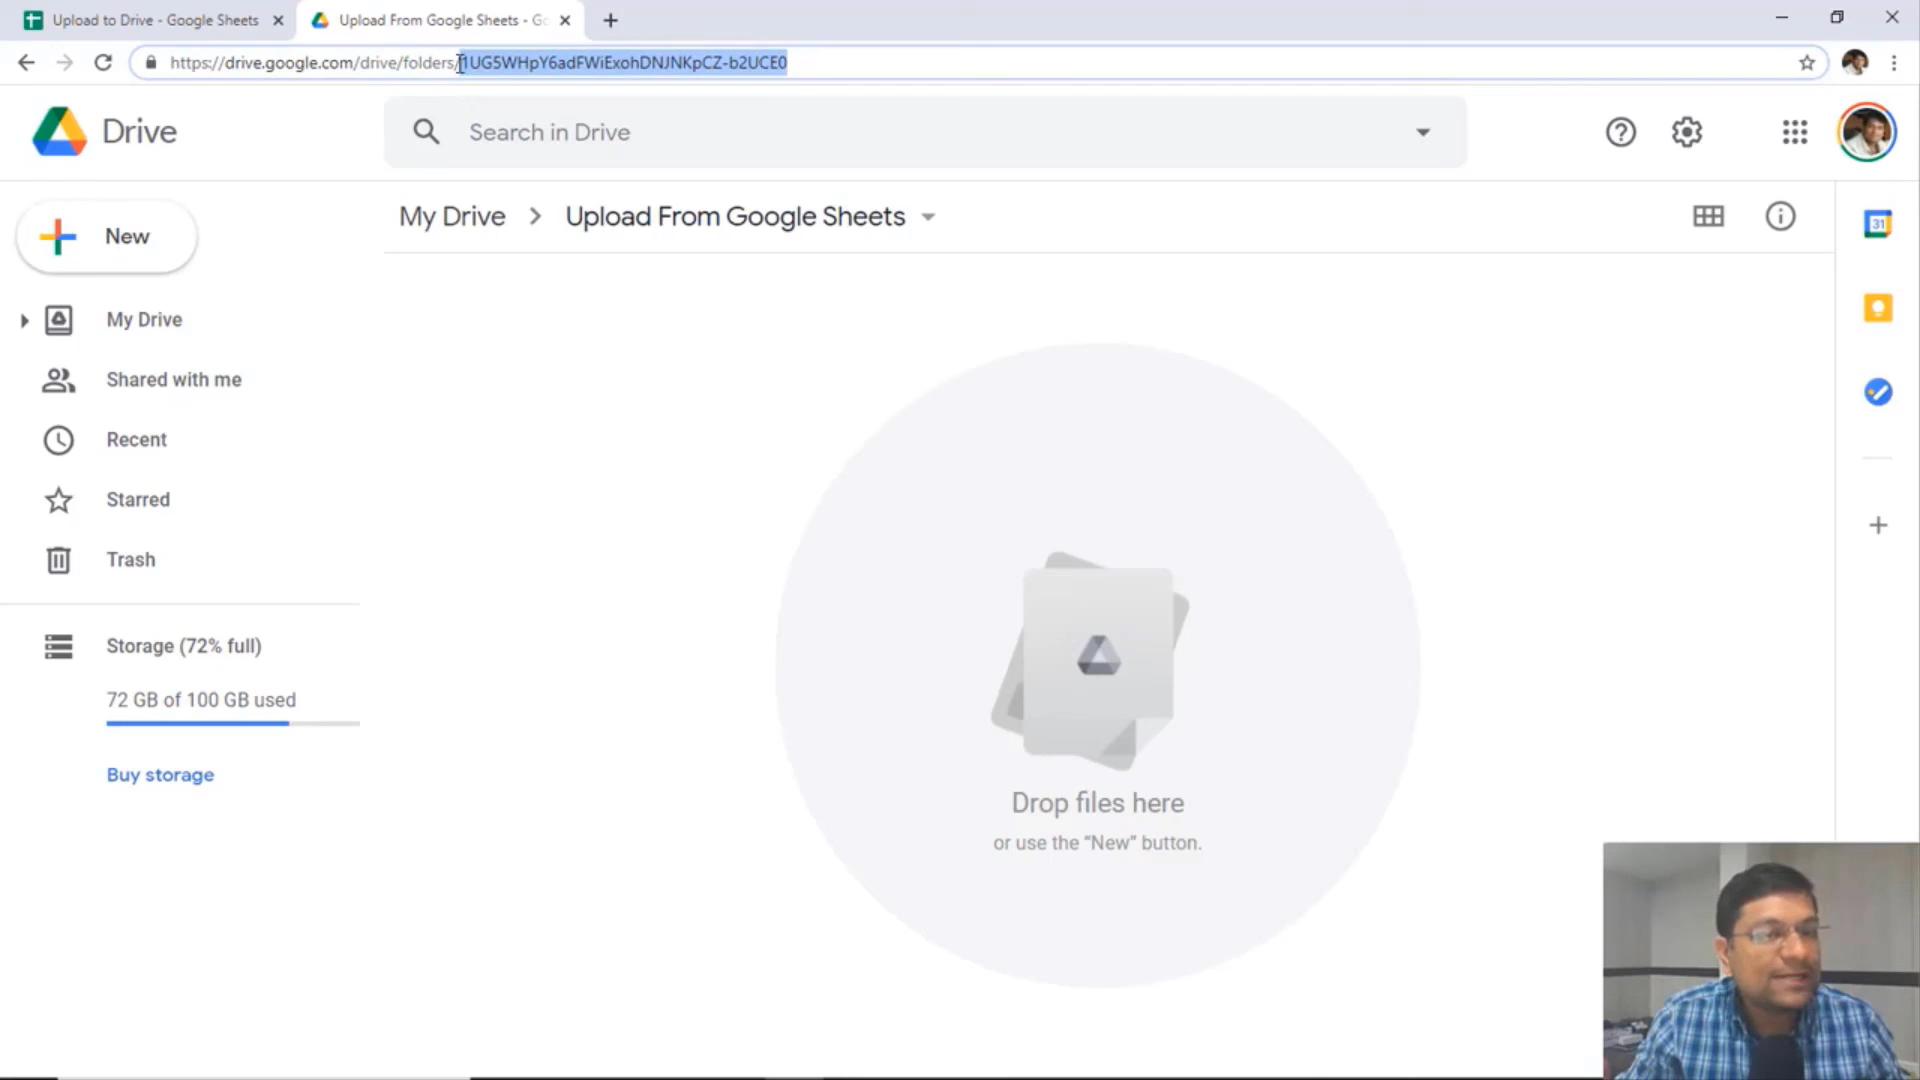 Upload to Drive - Google Sheets
Upload From Google Sheets - Go
https://drive.google.com/drive/folders/1UG5WHpY6adFWiExohDNJNKpCZ-b2UCE0
Drive
Search in Drive
New
My Drive
Upload From Google Sheets
31
My Drive
Shared with me
Recent
Starred
Trash
Storage (72% full)
72 GB of 100 GB used
Buy storage
Drop files here
or use the “New” button.